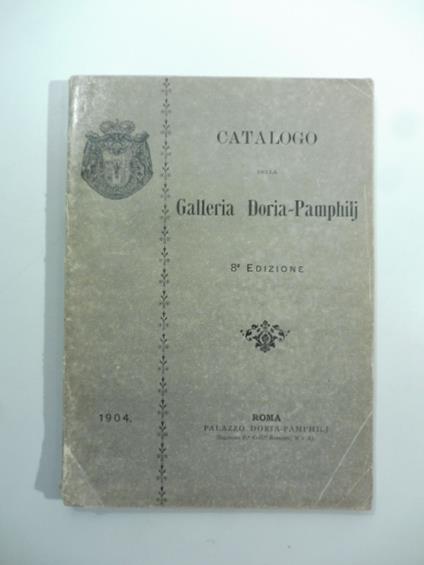 CATALOGO
DELLA
Galleria Doria-Pamphilj
8ª EDIZIONE
1904.
ROMA
PALAZZO DORIA-PAMPHILJ